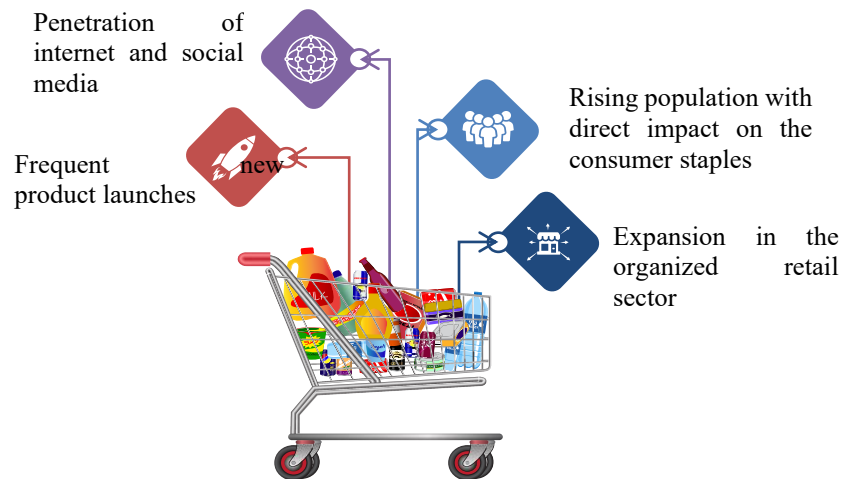 Penetration of
internet and social
media
Rising population with
direct impact on the
consumer staples
Frequent new
product launches
Expansion in the
organized retail
sector